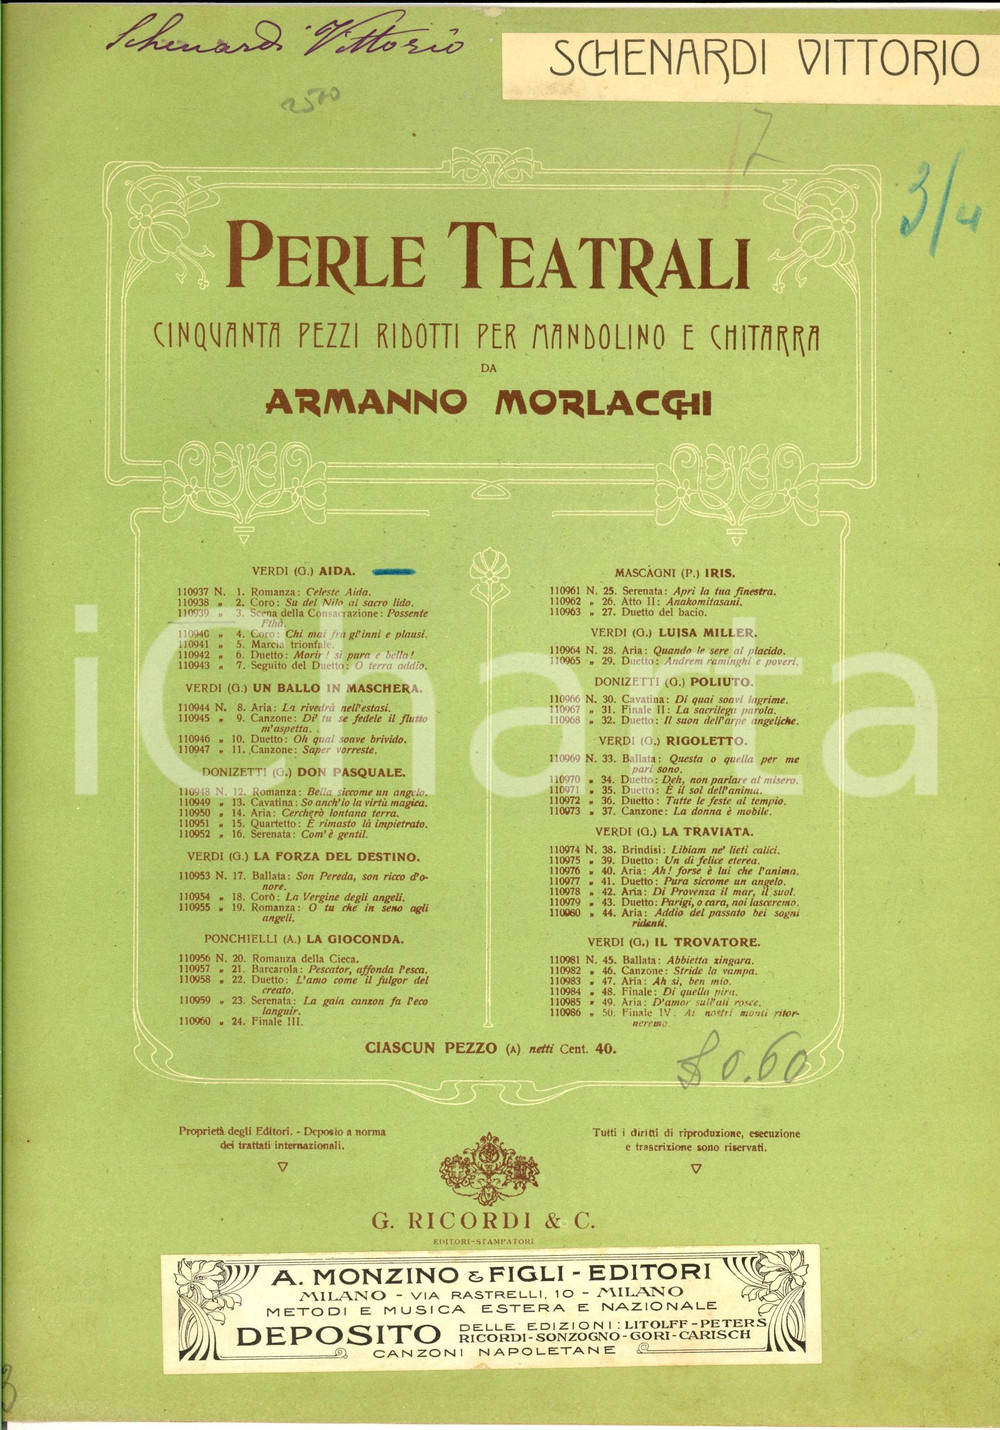 Schenardi Vittorio
SCHENARDI VITTORIO
2500
17
3/4
PERLE TEATRALI
CINQUANTA PEZZI RIDOTTI PER MANDOLINO E CHITARRA
DA
ARMANNO MORLACCHI
VERDI (G.) AIDA.
110937 N. 1. Romanza: Celeste Aida.
110938 „ 2. Coro: Su del Nilo al sacro lido.
110939 „ 3. Scena della Consacrazione: Possente
Fthà.
110940 „ 4. Coro: Chi mai fra gl'inni e plausi.
110941 „ 5. Marcia trionfale.
110942 „ 6. Duetto: Morir! sì pura e bella!
110943 „ 7. Seguito del Duetto: O terra addio.
VERDI (G.) UN BALLO IN MASCHERA.
110944 N. 8. Aria: La rivedrà nell'estasi.
110945 „ 9. Canzone: Di' tu se fedele il flutto
m'aspetta.
110946 „ 10. Duetto: Oh qual soave brivido.
110947 „ 11. Canzone: Saper vorreste.
DONIZETTI (G.) DON PASQUALE.
110948 N. 12. Romanza: Bella siccome un angelo.
110949 „ 13. Cavatina: So anch'io la virtù magica.
110950 „ 14. Aria: Cercherò lontana terra.
110951 „ 15. Quartetto: È rimasto là impietrato.
110952 „ 16. Serenata: Com'è gentil.
VERDI (G.) LA FORZA DEL DESTINO.
110953 N. 17. Ballata: Son Pereda, son ricco d'o-
nore.
110954 „ 18. Coro: La Vergine degli angeli.
110955 „ 19. Romanza: O tu che in seno agli
angeli.
PONCHIELLI (A.) LA GIOCONDA.
110956 N. 20. Romanza della Cieca.
110957 „ 21. Barcarola: Pescator, affonda l'esca.
110958 „ 22. Duetto: L'amo come il fulgor del
creato.
110959 „ 23. Serenata: La gaia canzon fa l'eco
languir.
110960 „ 24. Finale III.
MASCAGNI (P.) IRIS.
110961 N. 25. Serenata: Apri la tua finestra.
110962 „ 26. Atto II: Anakomitasani.
110963 „ 27. Duetto del bacio.
VERDI (G.) LUISA MILLER.
110964 N. 28. Aria: Quando le sere al placido.
110965 „ 29. Duetto: Andrem raminghi e poveri.
DONIZETTI (G.) POLIUTO.
110966 N. 30. Cavatina: Di quai soavi lagrime.
110967 „ 31. Finale II: La sacrilega parola.
110968 „ 32. Duetto: Il suon dell'arpe angeliche.
VERDI (G.) RIGOLETTO.
110969 N. 33. Ballata: Questa o quella per me
pari sono.
110970 „ 34. Duetto: Deh, non parlare al misero.
110971 „ 35. Duetto: È il sol dell'anima.
110972 „ 36. Duetto: Tutte le feste al tempio.
110973 „ 37. Canzone: La donna è mobile.
VERDI (G.) LA TRAVIATA.
110974 N. 38. Brindisi: Libiam ne' lieti calici.
110975 „ 39. Duetto: Un dì felice eterea.
110976 „ 40. Aria: Ah! forse è lui che l'anima.
110977 „ 41. Duetto: Pura siccome un angelo.
110978 „ 42. Aria: Di Provenza il mar, il suol.
110979 „ 43. Duetto: Parigi, o cara, noi lasceremo.
110980 „ 44. Aria: Addio del passato bei sogni
ridenti.
VERDI (G.) IL TROVATORE.
110981 N. 45. Ballata: Abbietta zingara.
110982 „ 46. Canzone: Stride la vampa.
110983 „ 47. Aria: Ah sì, ben mio.
110984 „ 48. Finale: Di quella pira.
110985 „ 49. Aria: D'amor sull'ali rosee.
110986 „ 50. Finale IV: Ai nostri monti ritor-
neremo.
CIASCUN PEZZO (A) netti Cent. 40.
0.60
Proprietà degli Editori. - Deposto a norma
dei trattati internazionali.
Tutti i diritti di riproduzione, esecuzione
e trascrizione sono riservati.
G. RICORDI & C.
EDITORI-STAMPATORI
A. MONZINO & FIGLI - EDITORI
MILANO - VIA RASTRELLI, 10 - MILANO
METODI E MUSICA ESTERA E NAZIONALE
DEPOSITO DELLE EDIZIONI: LITOLFF-PETERS
RICORDI-SONZOGNO-GORI-CARISCH
CANZONI NAPOLETANE
iChata